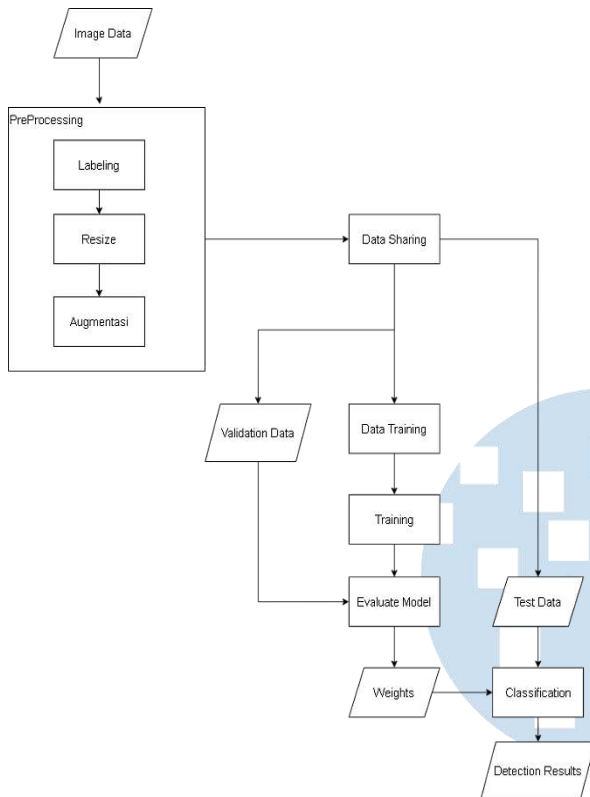 Image Data
PreProcessing
Labeling
Resize
Data Sharing
Augmentasi
Validation Data
Data Training
Training
Evaluate Model
Test Data
Weights
Classification
Detection Results